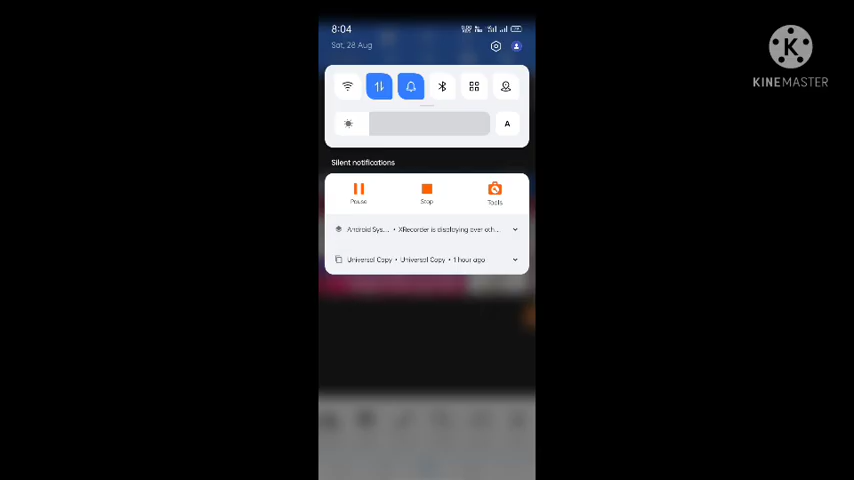 8:04
Sat, 28 Aug
A
Silent notifications
Pause
Stop
Tools
Android Sys... • XRecorder is displaying over oth...
Universal Copy • Universal Copy • 1 hour ago
K
KINEMASTER